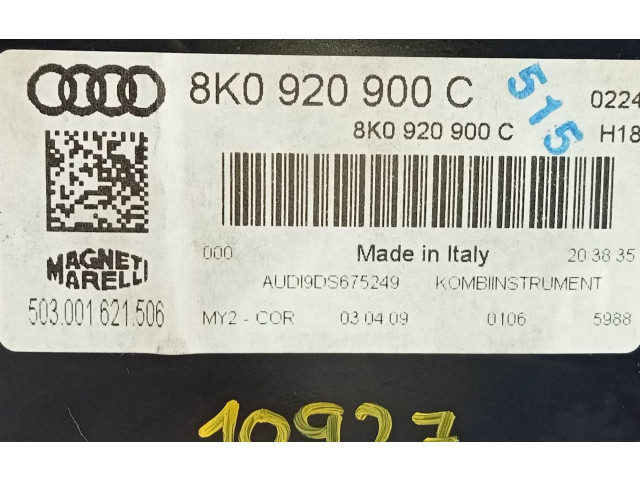 8K0 920 900 C
515
0224
8K0 920 900 C
H18
000
Made in Italy
20 38 35
MAGNETI MARELLI
AUDI9DS675249 KOMBIINSTRUMENT
503.001.621.506
MY2 - COR 03.04.09 0106 5988
10927